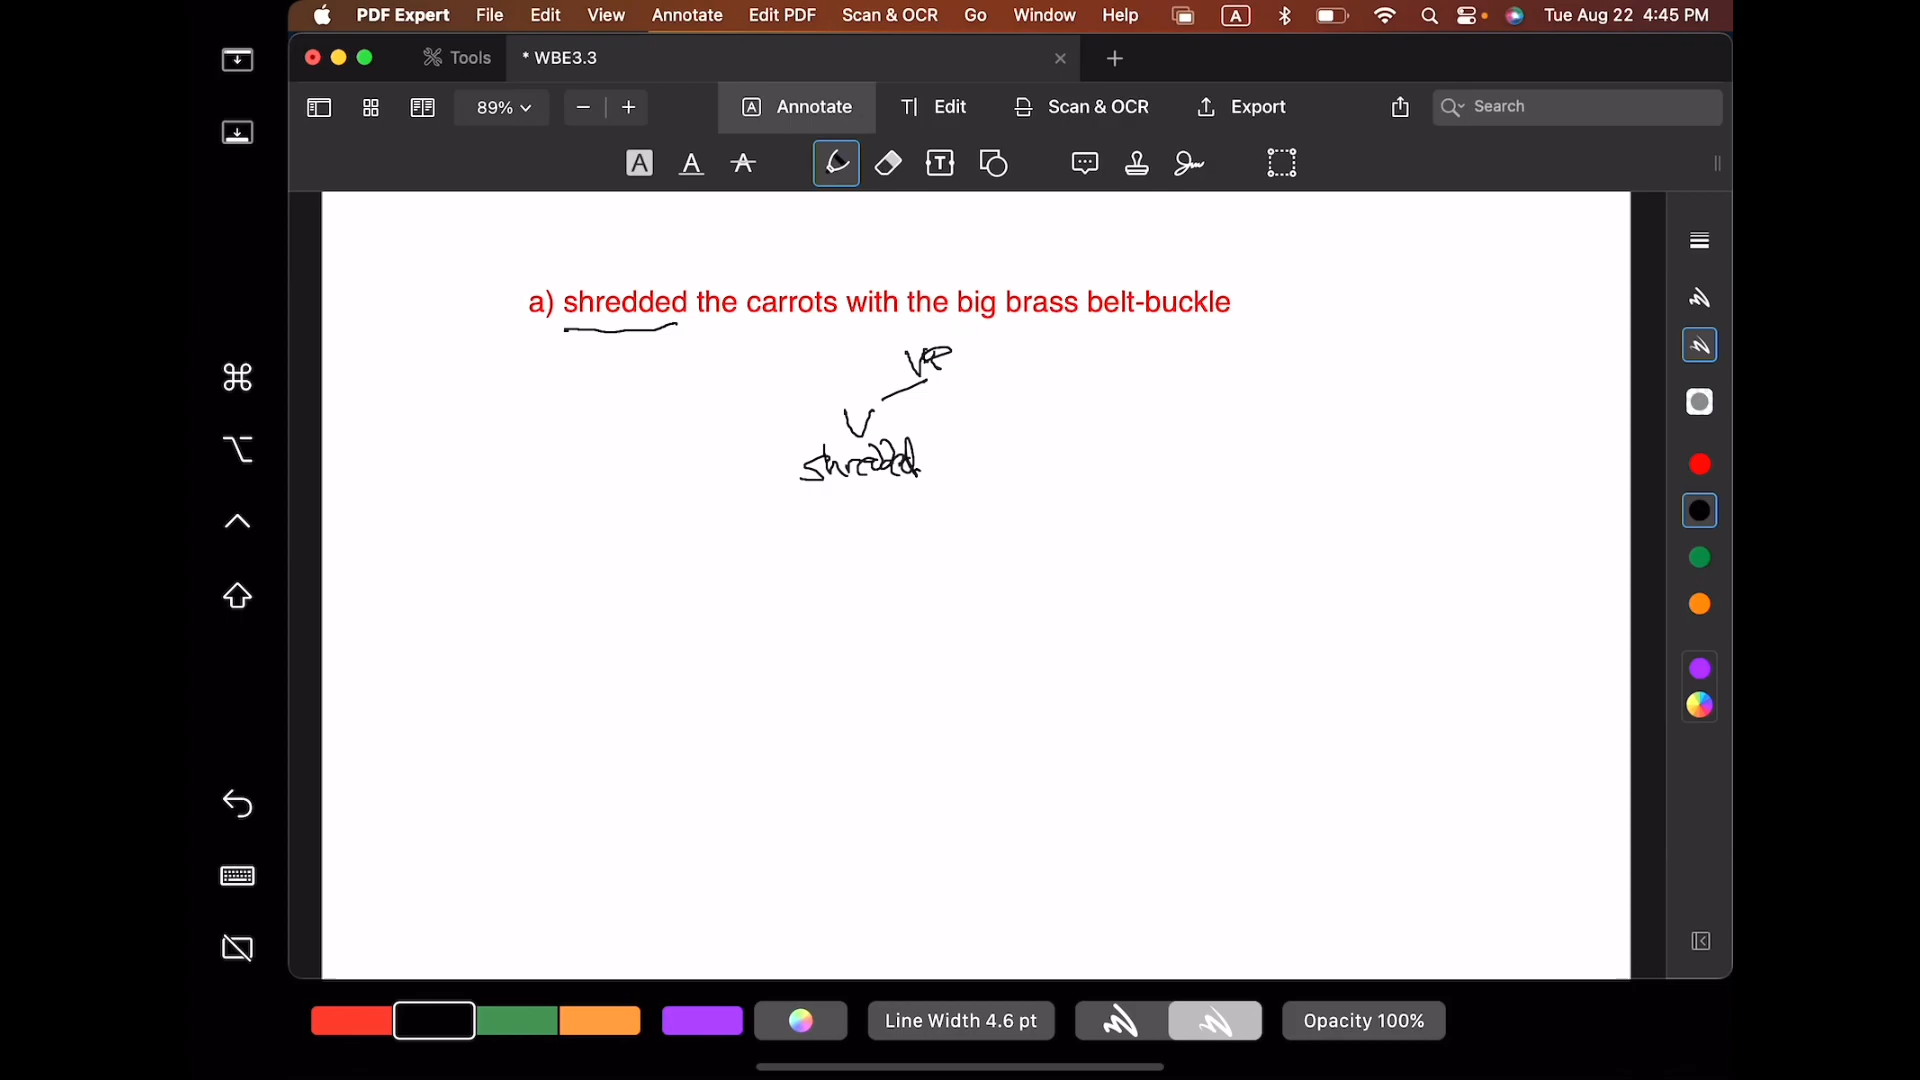 PDF Expert File Edit View Annotate Edit PDF Scan & OCR Go Window Help A Tue Aug 22 4:45 PM
Tools * WBE3.3
89% Annotate Edit Scan & OCR Export Search
a) shredded the carrots with the big brass belt-buckle
VP
V
shredded
Line Width 4.6 pt Opacity 100%